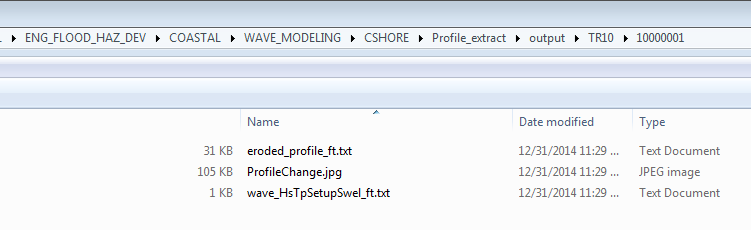 ENG_FLOOD_HAZ_DEV ▸ COASTAL ▸ WAVE_MODELING ▸ CSHORE ▸ Profile_extract ▸ output ▸ TR10 ▸ 10000001
Name Date modified Type
31 KB eroded_profile_ft.txt 12/31/2014 11:29 ... Text Document
105 KB ProfileChange.jpg 12/31/2014 11:29 ... JPEG image
1 KB wave_HsTpSetupSwel_ft.txt 12/31/2014 11:29 ... Text Document